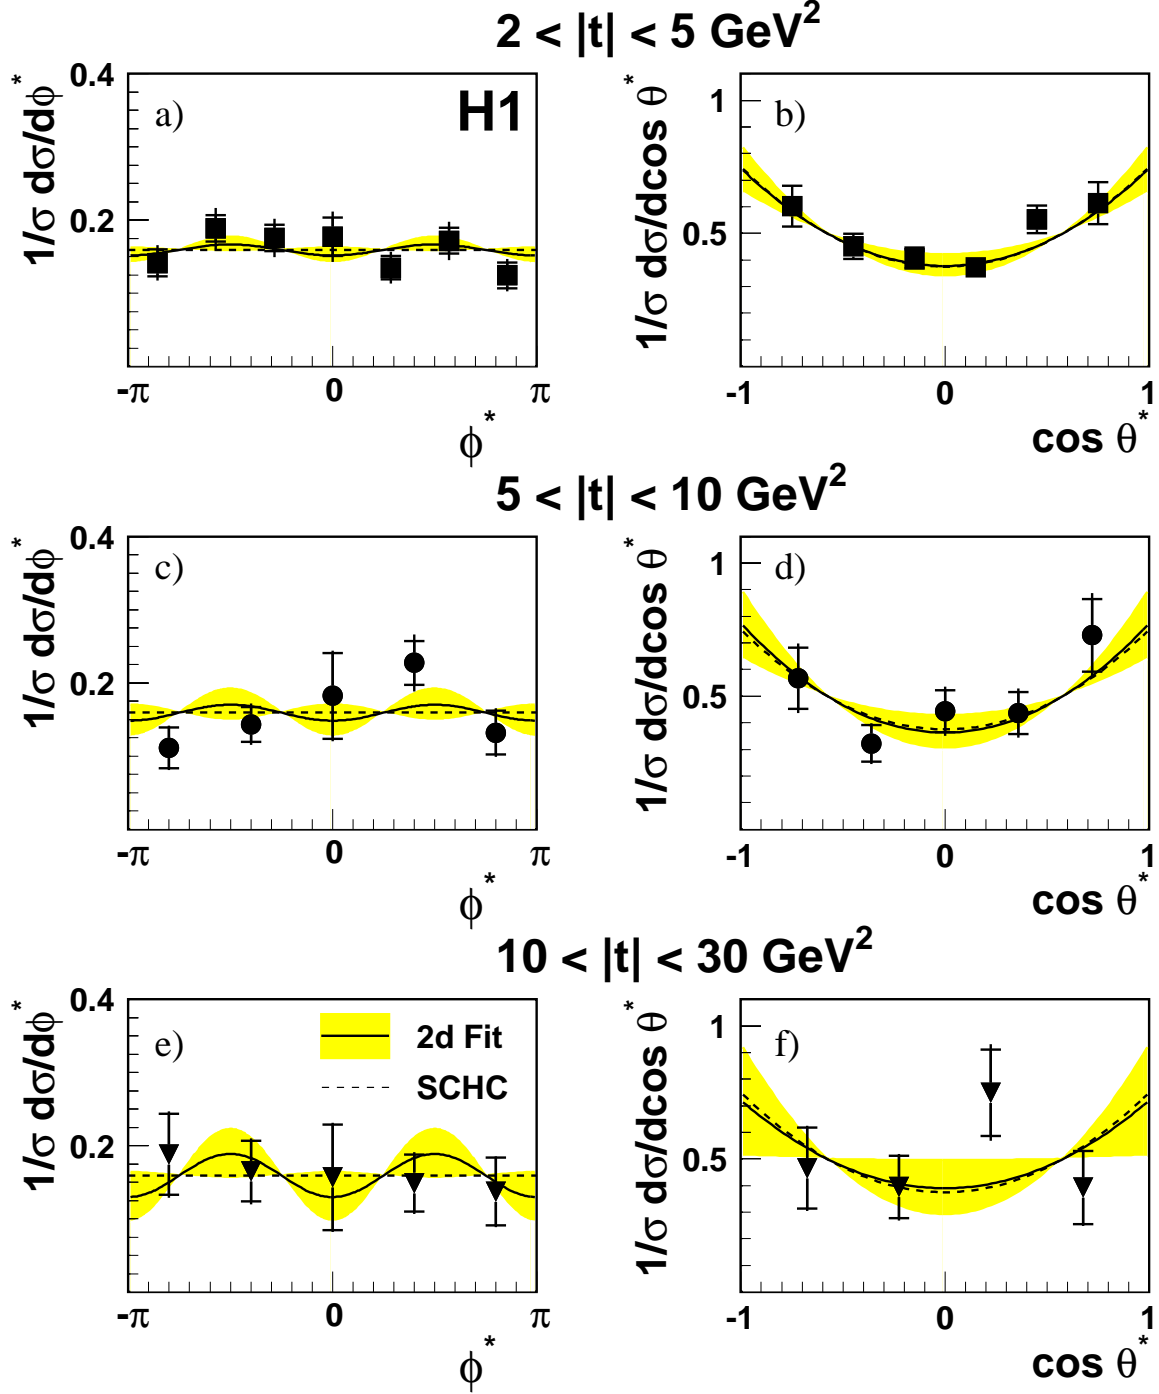 2 < |t| < 5 GeV²
1/σ dσ/dϕ*
0.4
0.2
a)
H1
-π 0 π
ϕ*
1/σ dσ/dcos θ*
1
0.5
b)
-1 0 1
cos θ*
5 < |t| < 10 GeV²
1/σ dσ/dϕ*
0.4
0.2
c)
-π 0 π
ϕ*
1/σ dσ/dcos θ*
1
0.5
d)
-1 0 1
cos θ*
10 < |t| < 30 GeV²
1/σ dσ/dϕ*
0.4
0.2
e)
2d Fit
SCHC
-π 0 π
ϕ*
1/σ dσ/dcos θ*
1
0.5
f)
-1 0 1
cos θ*